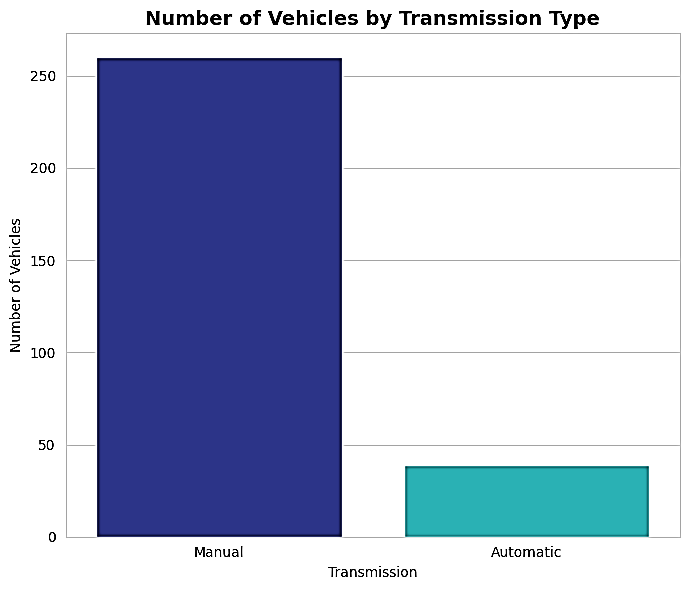 Number of Vehicles by Transmission Type
Number of Vehicles
250
200
150
100
50
0
Manual
Automatic
Transmission